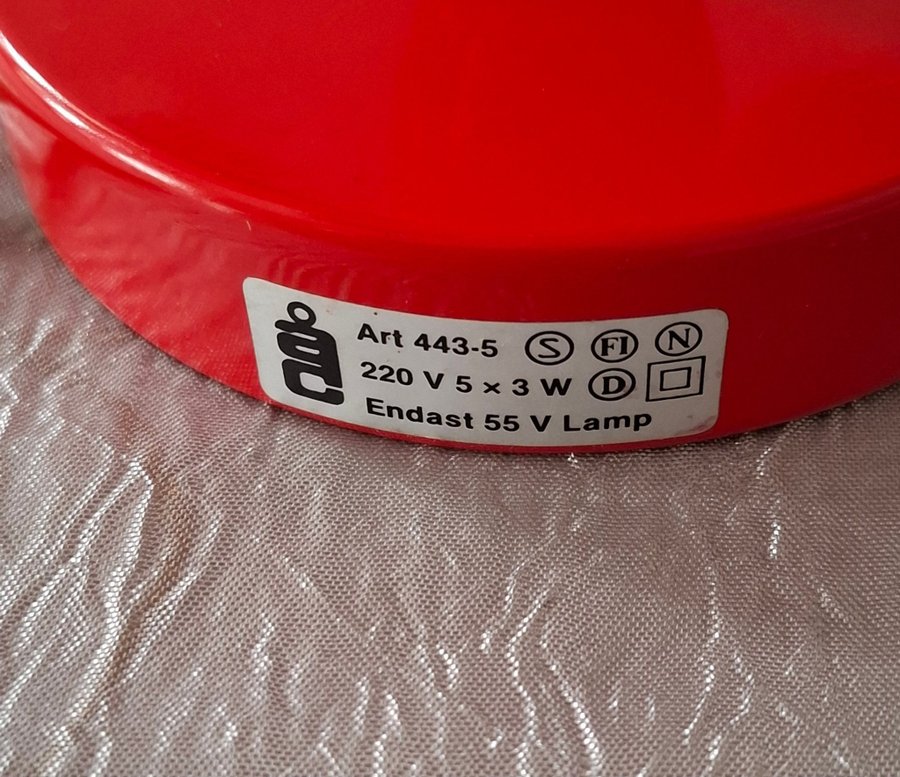 Art 443-5 S FI N
220 V 5 × 3 W D
Endast 55 V Lamp